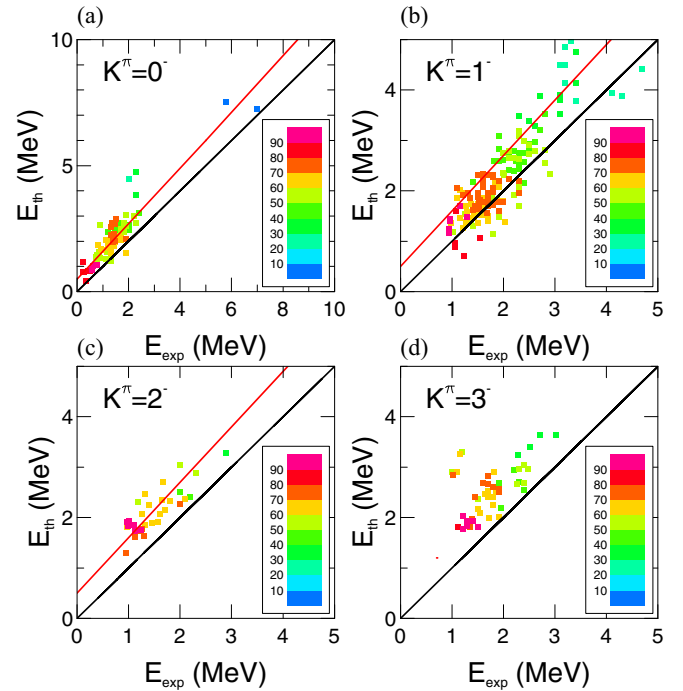 (a)
K^π=0^-
E_th (MeV)
10
5
0
0 2 4 6 8 10
E_exp (MeV)
90
80
70
60
50
40
30
20
10
(b)
K^π=1^-
E_th (MeV)
4
2
0
0 1 2 3 4 5
E_exp (MeV)
90
80
70
60
50
40
30
20
10
(c)
K^π=2^-
E_th (MeV)
4
2
0
0 1 2 3 4 5
E_exp (MeV)
90
80
70
60
50
40
30
20
10
(d)
K^π=3^-
E_th (MeV)
4
2
0
0 1 2 3 4 5
E_exp (MeV)
90
80
70
60
50
40
30
20
10